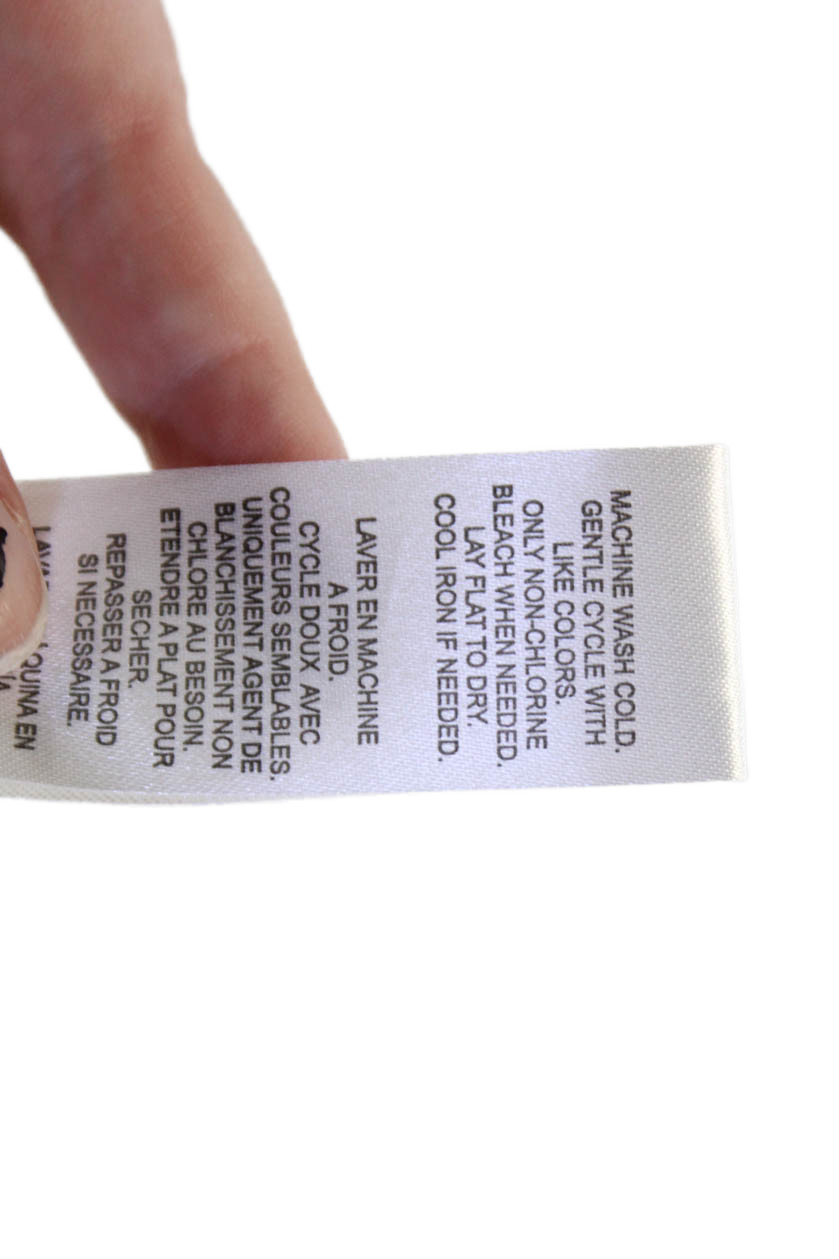 MACHINE WASH COLD.
GENTLE CYCLE WITH
LIKE COLORS.
ONLY NON-CHLORINE
BLEACH WHEN NEEDED.
LAY FLAT TO DRY.
COOL IRON IF NEEDED.
LAVER EN MACHINE
A FROID.
CYCLE DOUX AVEC
COULEURS SEMBLABLES.
UNIQUEMENT AGENT DE
BLANCHISSEMENT NON
CHLORE AU BESOIN.
ETENDRE A PLAT POUR
SECHER.
REPASSER A FROID
SI NECESSAIRE.
EN